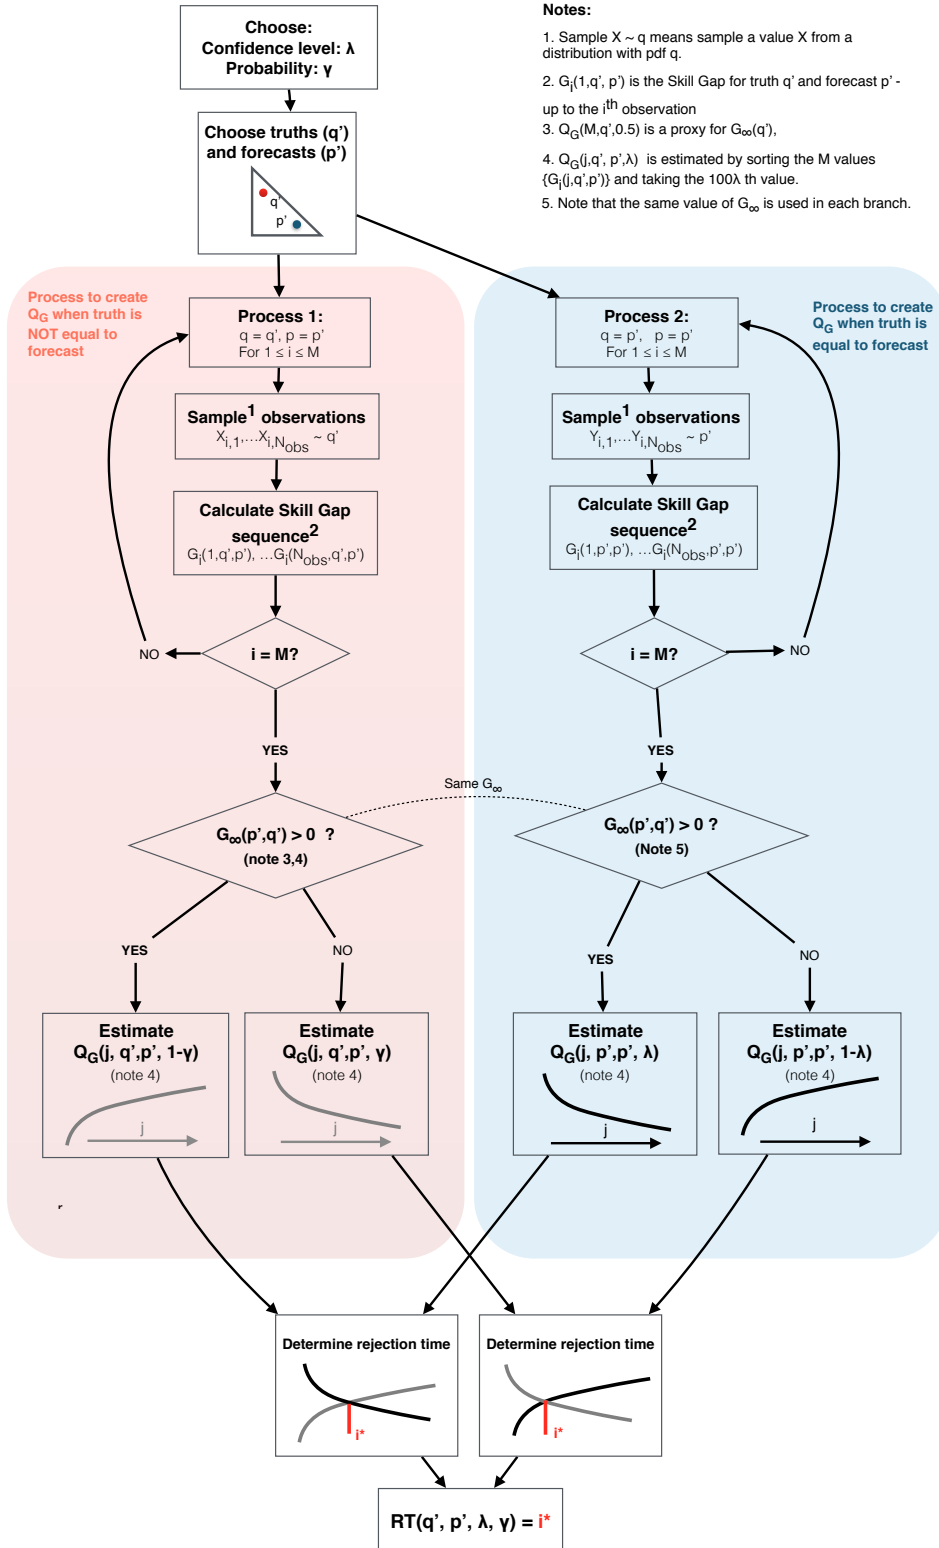 Choose:
Confidence level: λ
Probability: γ
Notes:
1. Sample X ~ q means sample a value X from a
distribution with pdf q.
2. Gi(1,q', p') is the Skill Gap for truth q' and forecast p' -
up to the ith observation
3. QG(M,q',0.5) is a proxy for G∞(q'),
4. QG(j,q', p',λ) is estimated by sorting the M values
{Gi(j,q',p')} and taking the 100λ th value.
5. Note that the same value of G∞ is used in each branch.
Choose truths (q')
and forecasts (p')
q'
p'
Process to create
QG when truth is
NOT equal to
forecast
Process 1:
q = q', p = p'
For 1 ≤ i ≤ M
Sample1 observations
Xi,1,...Xi,Nobs ~ q'
Calculate Skill Gap
sequence2
Gi(1,q',p'), ...Gi(Nobs,q',p')
i = M?
NO
YES
G∞(p',q') > 0 ?
(note 3,4)
YES
NO
Estimate
QG(j, q',p', 1-γ)
(note 4)
j
Estimate
QG(j, q',p', γ)
(note 4)
j
Process to create
QG when truth is
equal to forecast
Process 2:
q = p', p = p'
For 1 ≤ i ≤ M
Sample1 observations
Yi,1,...Yi,Nobs ~ p'
Calculate Skill Gap
sequence2
Gi(1,p',p'), ...Gi(Nobs,p',p')
i = M?
NO
YES
Same G∞
G∞(p',q') > 0 ?
(Note 5)
YES
NO
Estimate
QG(j, p',p', λ)
(note 4)
j
Estimate
QG(j, p',p', 1-λ)
(note 4)
j
Determine rejection time
i*
Determine rejection time
i*
RT(q', p', λ, γ) = i*